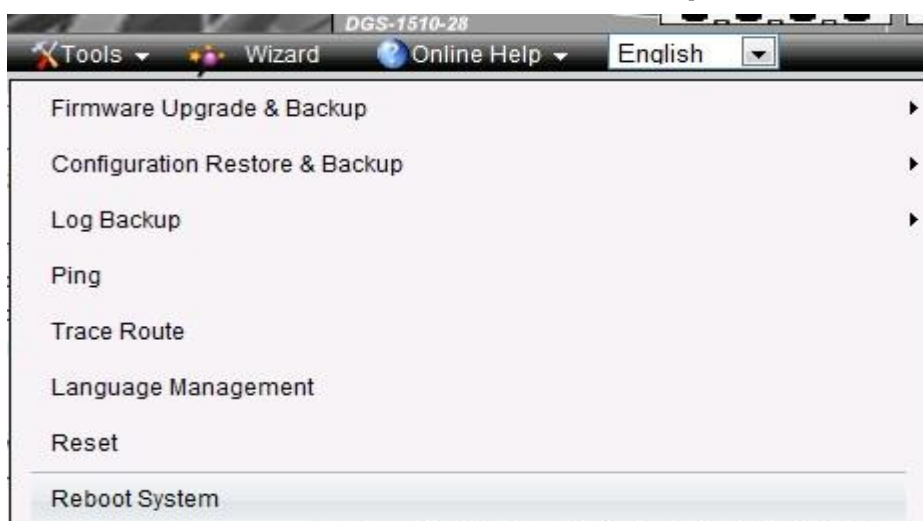 DGS-1510-28
Tools Wizard Online Help English
Firmware Upgrade & Backup
Configuration Restore & Backup
Log Backup
Ping
Trace Route
Language Management
Reset
Reboot System